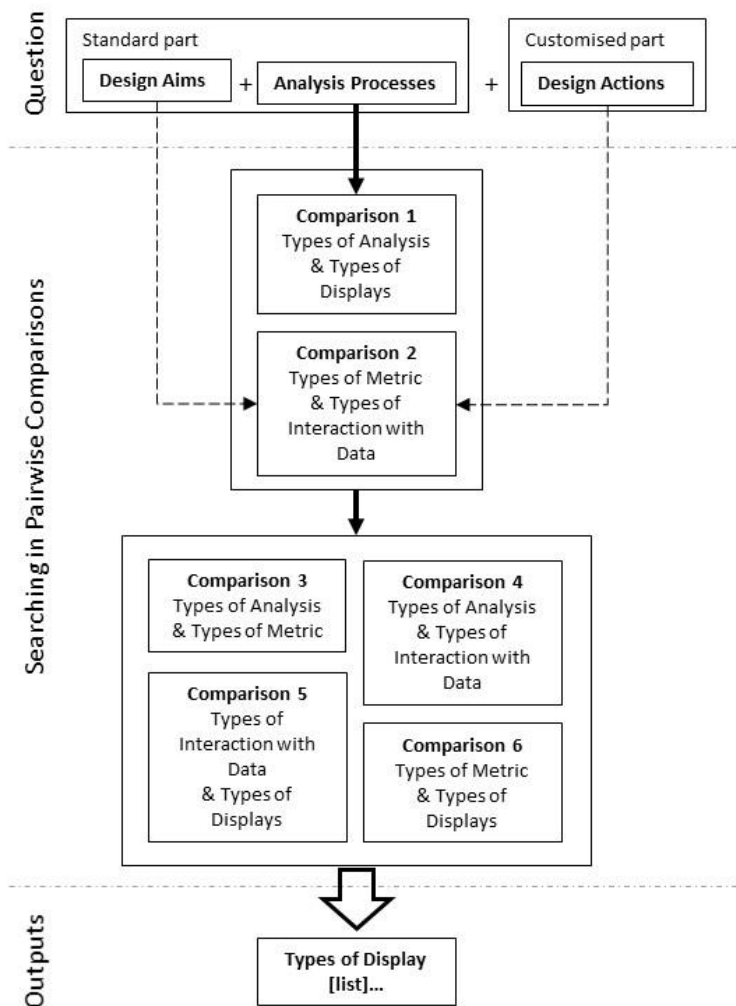 Question
Standard part
Design Aims
+
Analysis Processes
+
Customised part
Design Actions
Searching in Pairwise Comparisons
Comparison 1
Types of Analysis
& Types of
Displays
Comparison 2
Types of Metric
& Types of
Interaction with
Data
Comparison 3
Types of Analysis
& Types of Metric
Comparison 4
Types of Analysis
& Types of
Interaction with
Data
Comparison 5
Types of
Interaction with
Data
& Types of
Displays
Comparison 6
Types of Metric
& Types of
Displays
Outputs
Types of Display
[list]...